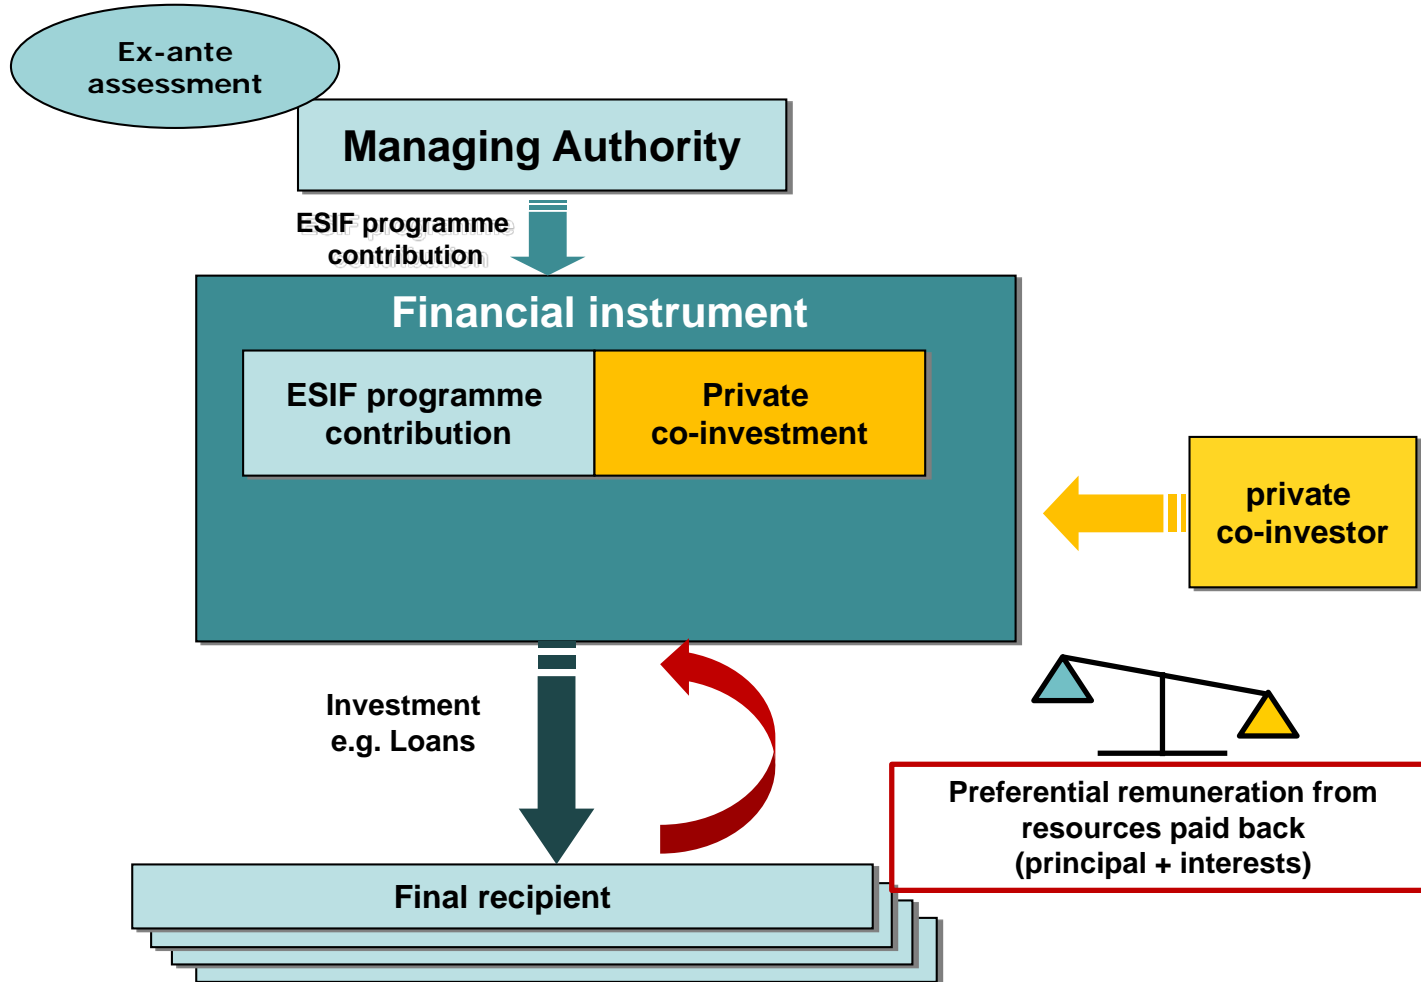 Ex-ante
assessment
Managing Authority
ESIF programme
contribution
Financial instrument
ESIF programme
contribution
Private
co-investment
private
co-investor
Investment
e.g. Loans
Preferential remuneration from
resources paid back
(principal + interests)
Final recipient